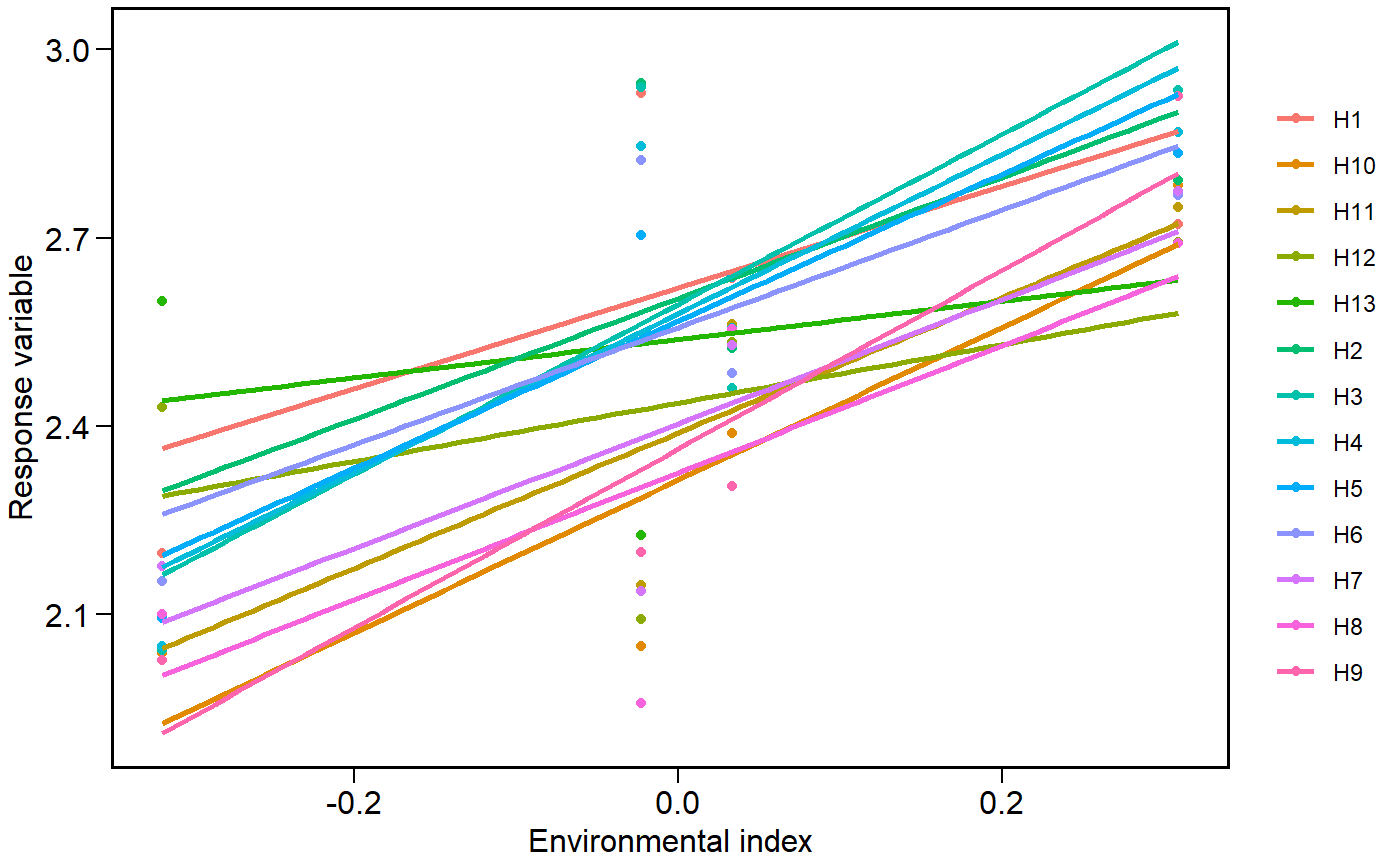 Response variable
3.0
2.7
2.4
2.1
-0.2
0.0
0.2
Environmental index
H1
H10
H11
H12
H13
H2
H3
H4
H5
H6
H7
H8
H9